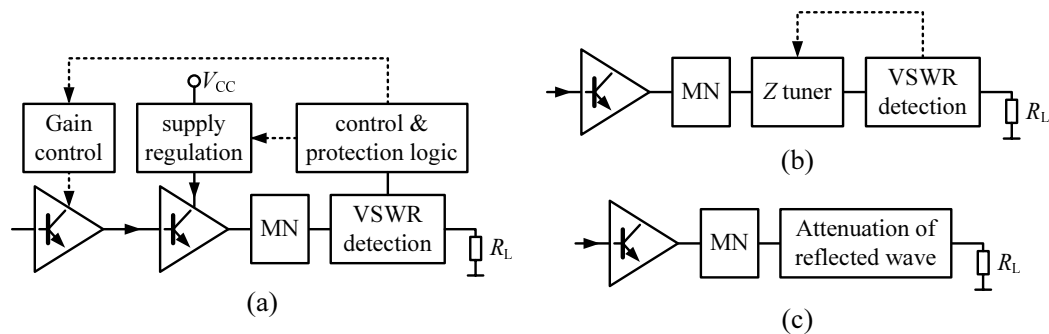 V_CC
Gain
control
supply
regulation
control &
protection logic
MN
VSWR
detection
R_L
(a)
MN
Z tuner
VSWR
detection
R_L
(b)
MN
Attenuation of
reflected wave
R_L
(c)